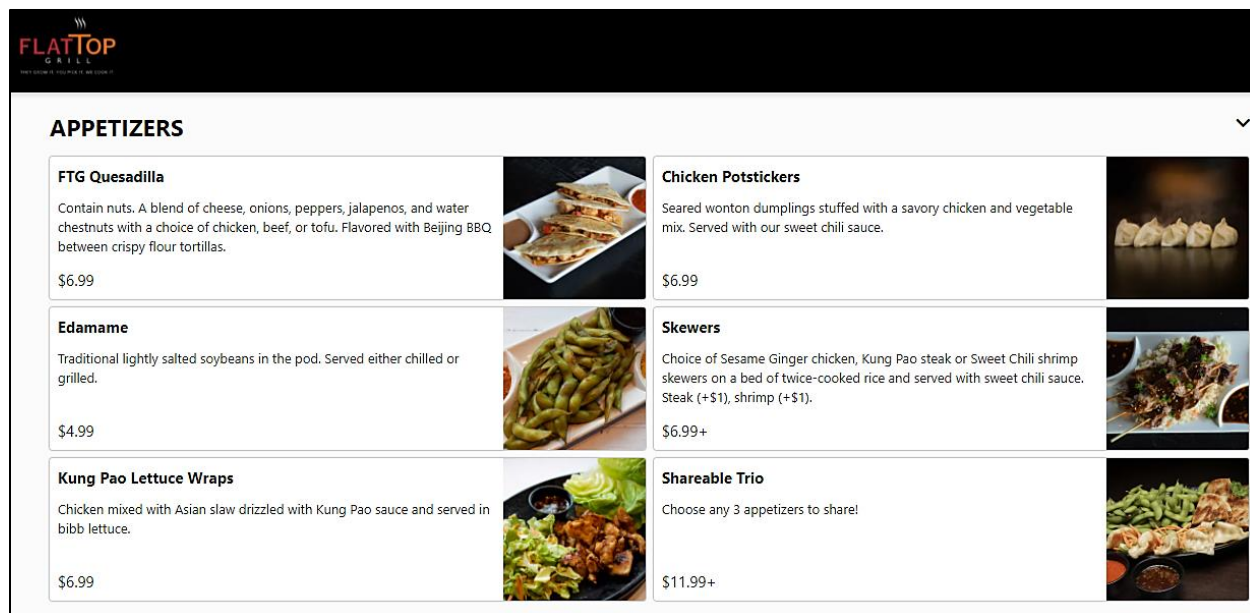 FLATTOP
GRILL
APPETIZERS
FTG Quesadilla
Contain nuts. A blend of cheese, onions, peppers, jalapenos, and water
chestnuts with a choice of chicken, beef, or tofu. Flavored with Beijing BBQ
between crispy flour tortillas.
$6.99
Chicken Potstickers
Seared wonton dumplings stuffed with a savory chicken and vegetable
mix. Served with our sweet chili sauce.
$6.99
Edamame
Traditional lightly salted soybeans in the pod. Served either chilled or
grilled.
$4.99
Skewers
Choice of Sesame Ginger chicken, Kung Pao steak or Sweet Chili shrimp
skewers on a bed of twice-cooked rice and served with sweet chili sauce.
Steak (+$1), shrimp (+$1).
$6.99+
Kung Pao Lettuce Wraps
Chicken mixed with Asian slaw drizzled with Kung Pao sauce and served in
bibb lettuce.
$6.99
Shareable Trio
Choose any 3 appetizers to share!
$11.99+